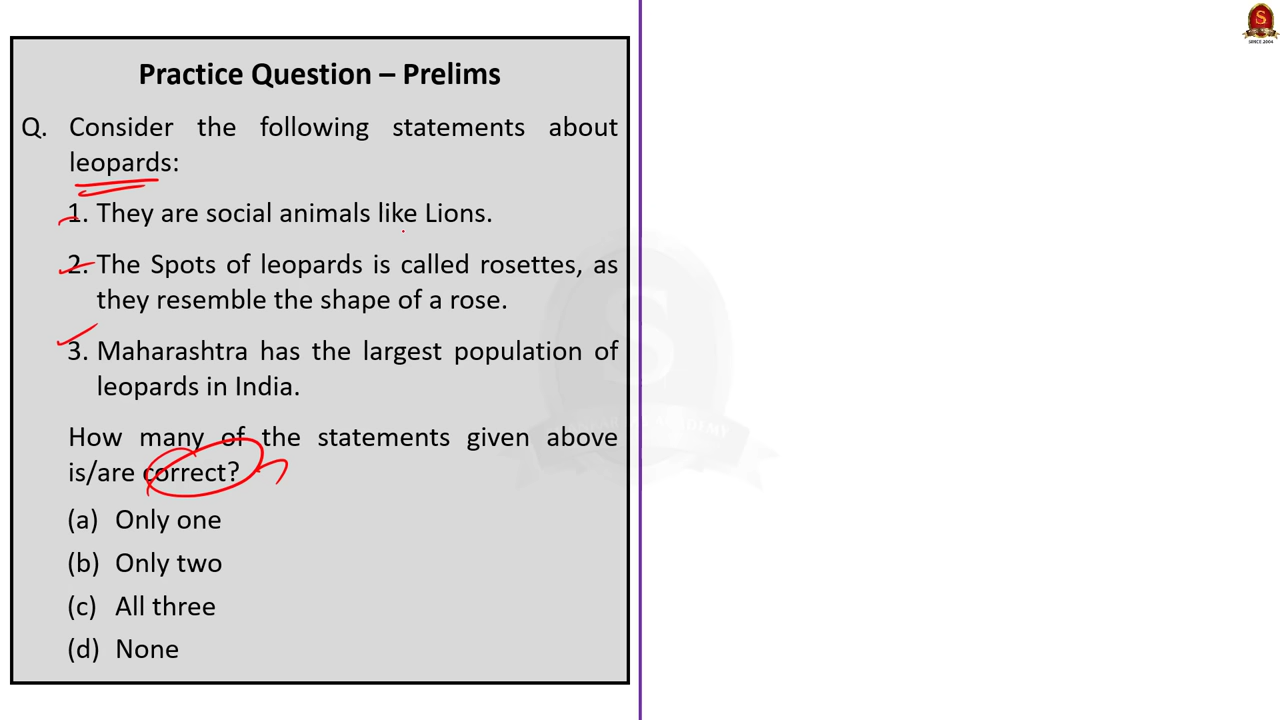 S
SINCE 2004
Practice Question – Prelims
Q. Consider the following statements about
leopards:
1. They are social animals like Lions.
2. The Spots of leopards is called rosettes, as
they resemble the shape of a rose.
3. Maharashtra has the largest population of
leopards in India.
How many of the statements given above
is/are correct?
(a) Only one
(b) Only two
(c) All three
(d) None